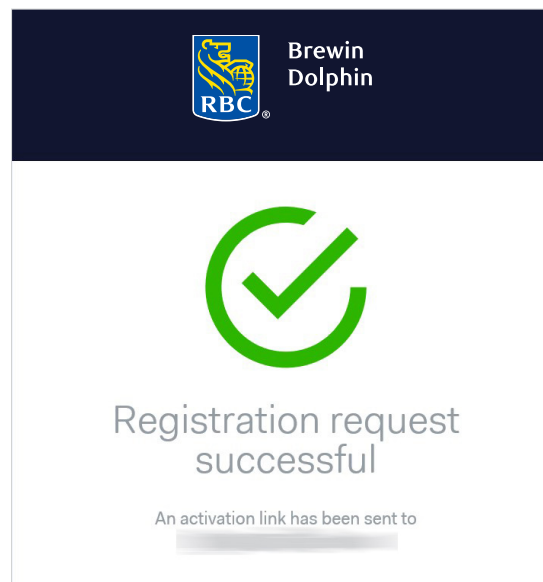 RBC®
Brewin
Dolphin
Registration request
successful
An activation link has been sent to